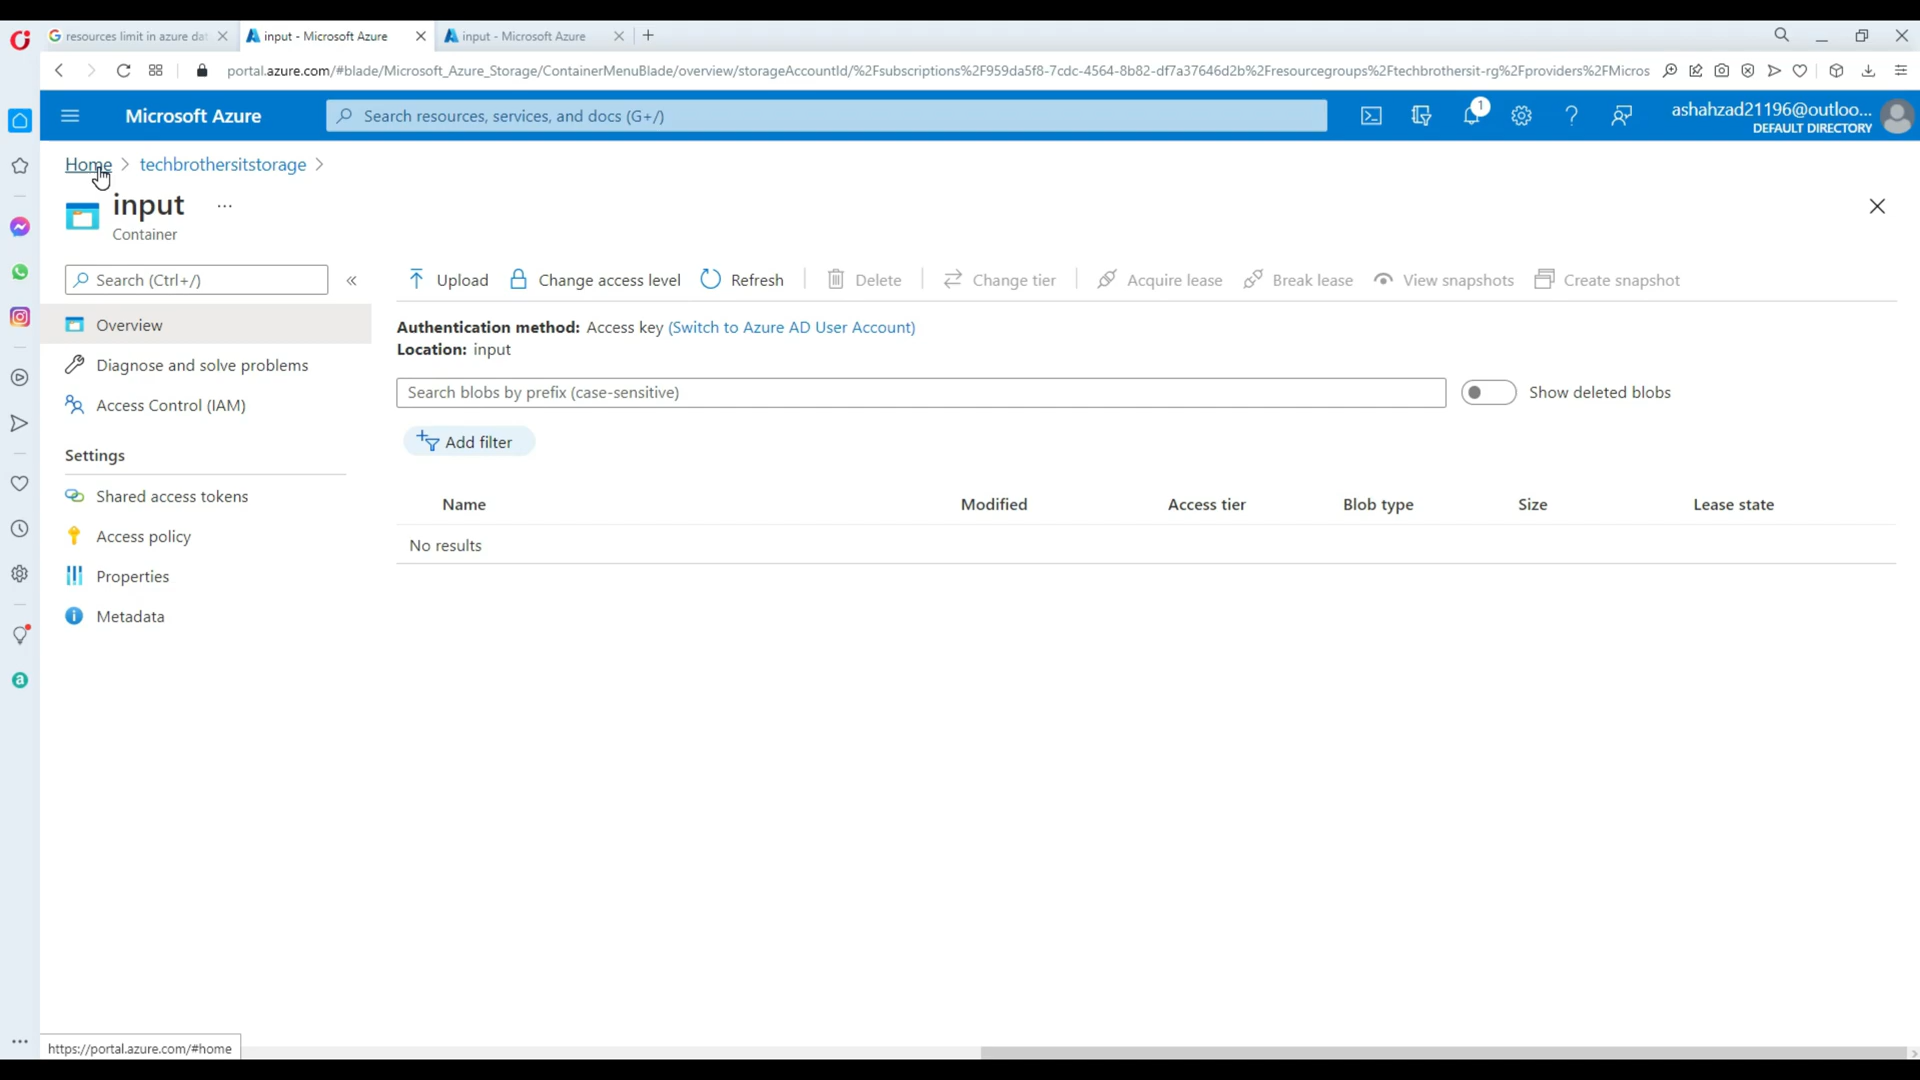 resources limit in azure dat
input - Microsoft Azure
input - Microsoft Azure
portal.azure.com/#blade/Microsoft_Azure_Storage/ContainerMenuBlade/overview/storageAccountId/%2Fsubscriptions%2F959da5f8-7cdc-4564-8b82-df7a37646d2b%2Fresourcegroups%2Ftechbrothersit-rg%2Fproviders%2FMicros
Microsoft Azure
Search resources, services, and docs (G+/)
1
ashahzad21196@outloo...
DEFAULT DIRECTORY
Home > techbrothersitstorage >
input ...
Container
Search (Ctrl+/)
«
Upload
Change access level
Refresh
Delete
Change tier
Acquire lease
Break lease
View snapshots
Create snapshot
Overview
Diagnose and solve problems
Access Control (IAM)
Settings
Shared access tokens
Access policy
Properties
Metadata
Authentication method: Access key (Switch to Azure AD User Account)
Location: input
Search blobs by prefix (case-sensitive)
Show deleted blobs
Add filter
Name Modified Access tier Blob type Size Lease state
No results
https://portal.azure.com/#home